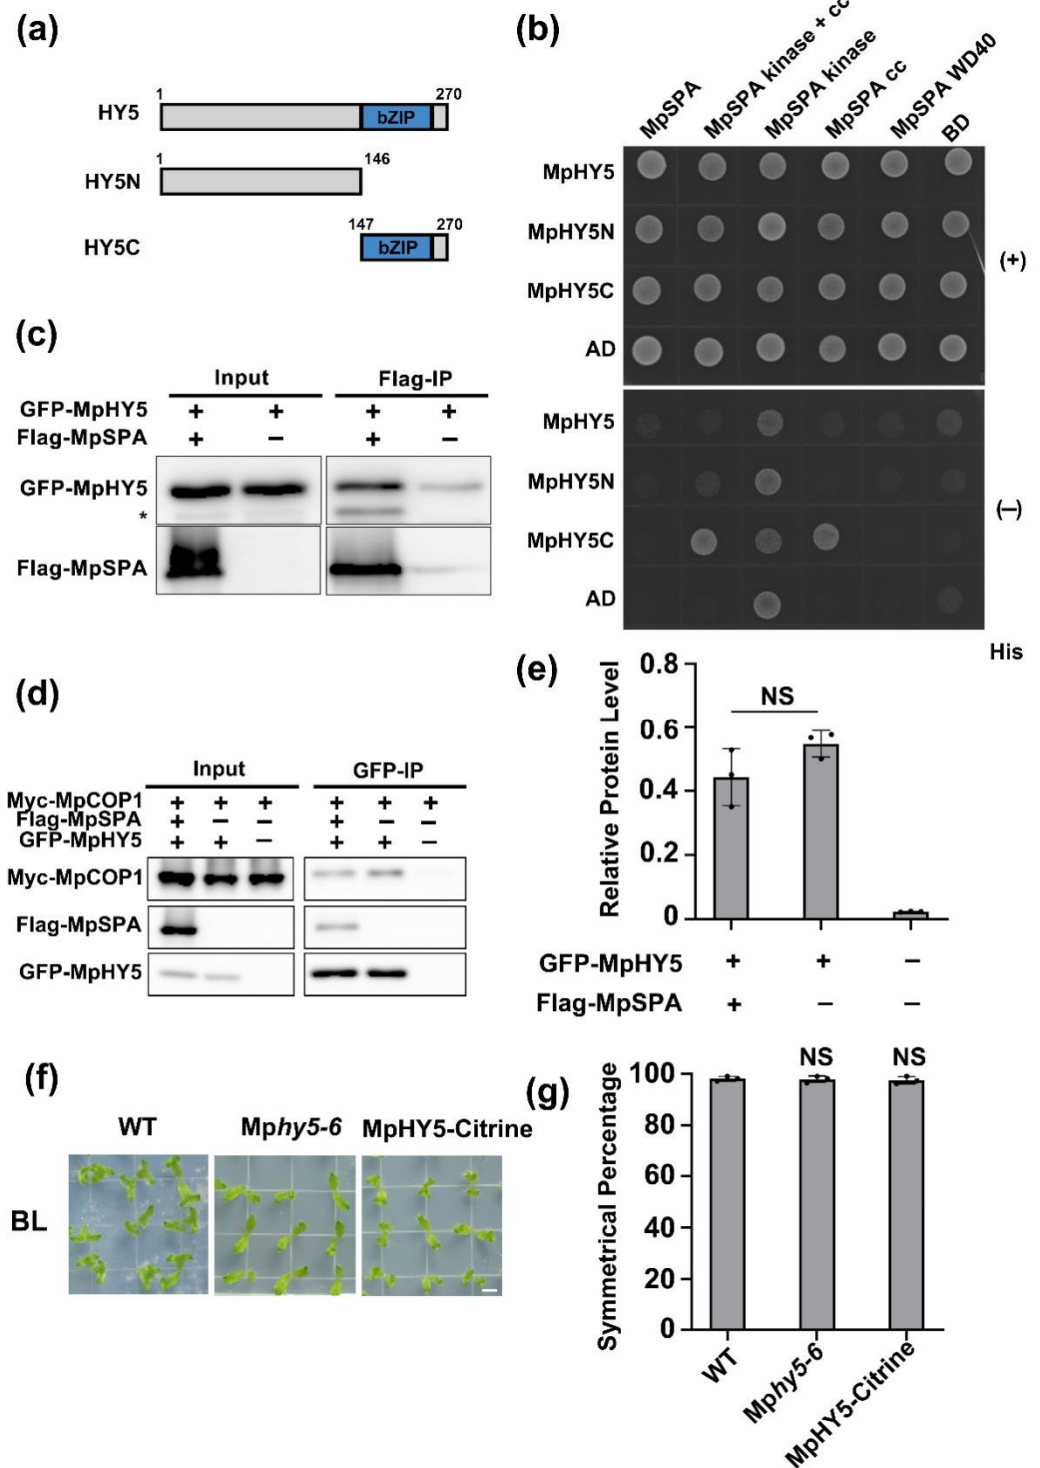 (a)
1 270
HY5 bZIP
1 146
HY5N
147 270
HY5C bZIP
(b)
MpSPA
MpSPA kinase + cc
MpSPA kinase
MpSPA cc
MpSPA WD40
BD
MpHY5
MpHY5N
MpHY5C
AD
(+)
MpHY5
MpHY5N
MpHY5C
AD
(–)
His
(c)
Input Flag-IP
GFP-MpHY5 + + + +
Flag-MpSPA + – + –
GFP-MpHY5
*
Flag-MpSPA
(d)
Input GFP-IP
Myc-MpCOP1 + + + + + +
Flag-MpSPA + – – + – –
GFP-MpHY5 + + – + + –
Myc-MpCOP1
Flag-MpSPA
GFP-MpHY5
(e)
Relative Protein Level
0.8
0.6
0.4
0.2
0
NS
GFP-MpHY5 + + –
Flag-MpSPA + – –
(f)
WT Mphy5-6 MpHY5-Citrine
BL
(g)
Symmetrical Percentage
100
80
60
40
20
0
NS NS
WT
Mphy5-6
MpHY5-Citrine